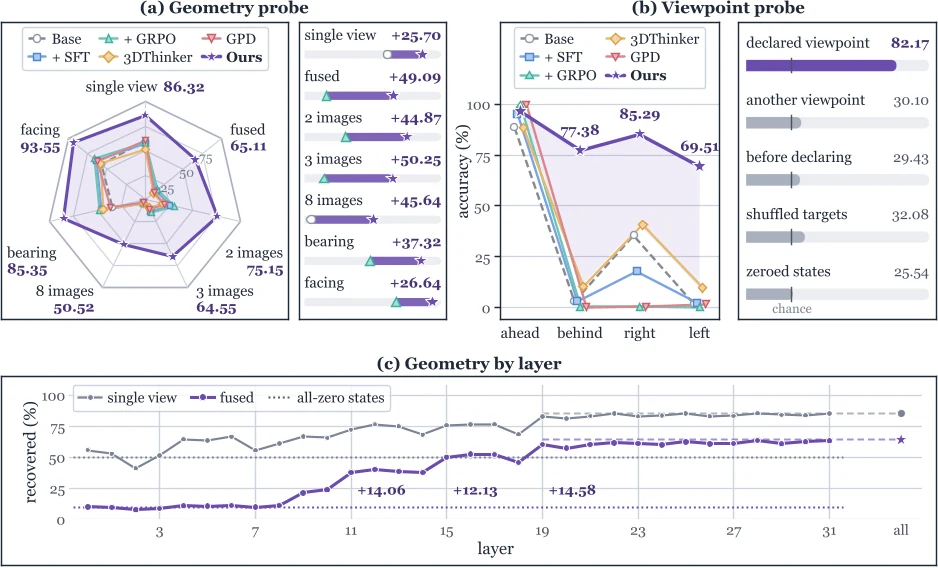 (a) Geometry probe
Base
+ GRPO
GPD
+ SFT
3DThinker
Ours
single view 86.32
facing
93.55
fused
65.11
75
50
25
bearing
85.35
2 images
75.15
8 images
50.52
3 images
64.55
single view +25.70
fused +49.09
2 images +44.87
3 images +50.25
8 images +45.64
bearing +37.32
facing +26.64
(b) Viewpoint probe
Base
3DThinker
+ SFT
GPD
+ GRPO
Ours
accuracy (%)
100
75
50
25
0
77.38
85.29
69.51
ahead behind right left
declared viewpoint 82.17
another viewpoint 30.10
before declaring 29.43
shuffled targets 32.08
zeroed states 25.54
chance
(c) Geometry by layer
single view fused all-zero states
recovered (%)
100
75
50
25
0
+14.06 +12.13 +14.58
3 7 11 15 19 23 27 31 all
layer